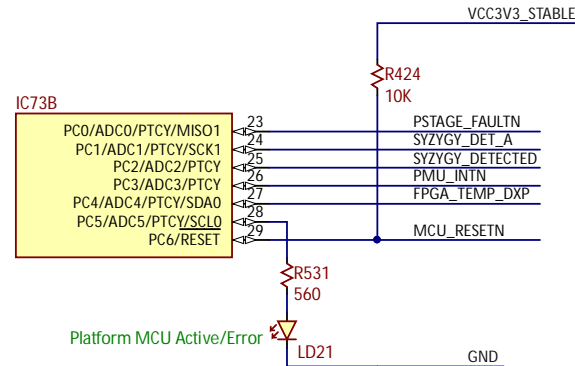 VCC3V3_STABLE
R424
10K
IC73B
PC0/ADC0/PTCY/MISO1 23 PSTAGE_FAULTN
PC1/ADC1/PTCY/SCK1 24 SYZYGY_DET_A
PC2/ADC2/PTCY 25 SYZYGY_DETECTED
PC3/ADC3/PTCY 26 PMU_INTN
PC4/ADC4/PTCY/SDA0 27 FPGA_TEMP_DXP
PC5/ADC5/PTCY/SCL0 28
PC6/RESET 29 MCU_RESETN
R531
560
Platform MCU Active/Error
LD21
GND